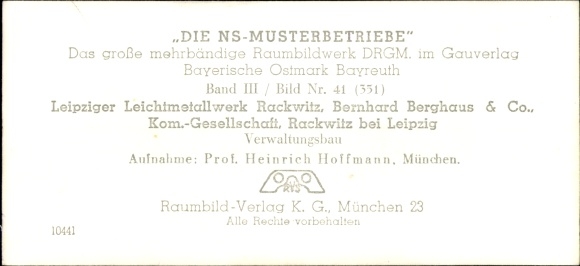 „DIE NS-MUSTERBETRIEBE"
Das große mehrbändige Raumbildwerk DRGM. im Gauverlag
Bayerische Ostmark Bayreuth
Band III / Bild Nr. 41 (351)
Leipziger Leichtmetallwerk Rackwitz, Bernhard Berghaus & Co.,
Kom.-Gesellschaft, Rackwitz bei Leipzig
Verwaltungsbau
Aufnahme: Prof. Heinrich Hoffmann, München.
RVS
Raumbild-Verlag K. G., München 23
Alle Rechte vorbehalten
10441